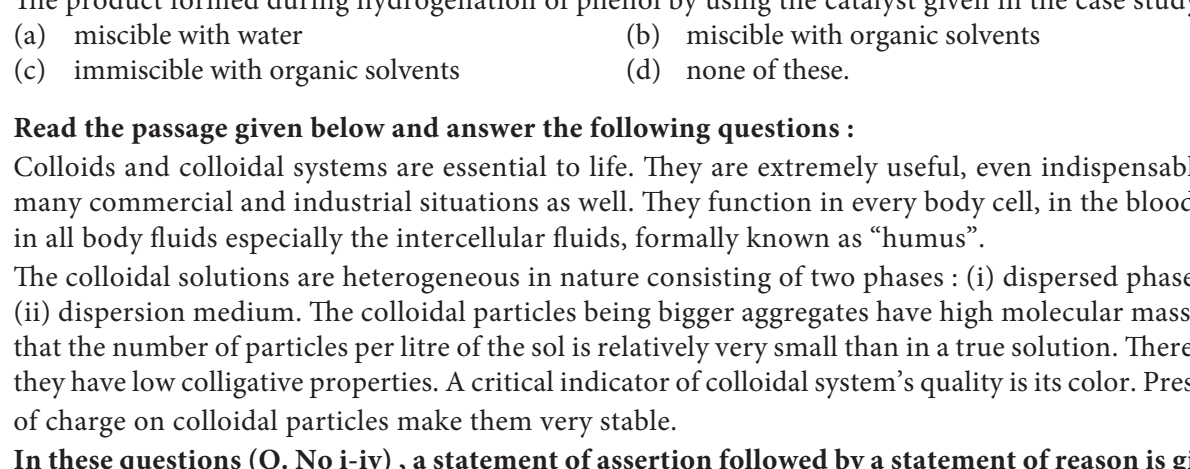 The product formed during hydrogenation of phenol by using the catalyst given in the case study
(a) miscible with water (b) miscible with organic solvents
(c) immiscible with organic solvents (d) none of these.
Read the passage given below and answer the following questions :
Colloids and colloidal systems are essential to life. They are extremely useful, even indispensabl
many commercial and industrial situations as well. They function in every body cell, in the blood
in all body fluids especially the intercellular fluids, formally known as “humus”.
The colloidal solutions are heterogeneous in nature consisting of two phases : (i) dispersed phase
(ii) dispersion medium. The colloidal particles being bigger aggregates have high molecular mass
that the number of particles per litre of the sol is relatively very small than in a true solution. There
they have low colligative properties. A critical indicator of colloidal system’s quality is its color. Pres
of charge on colloidal particles make them very stable.
In these questions (Q. No i-iv) , a statement of assertion followed by a statement of reason is gi